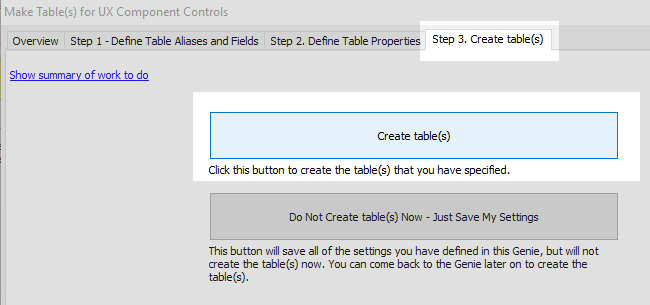 Make Table(s) for UX Component Controls
Overview Step 1 - Define Table Aliases and Fields Step 2. Define Table Properties Step 3. Create table(s)
Show summary of work to do
Create table(s)
Click this button to create the table(s) that you have specified.
Do Not Create table(s) Now - Just Save My Settings
This button will save all of the settings you have defined in this Genie, but will not
create the table(s) now. You can come back to the Genie later on to create the
table(s).